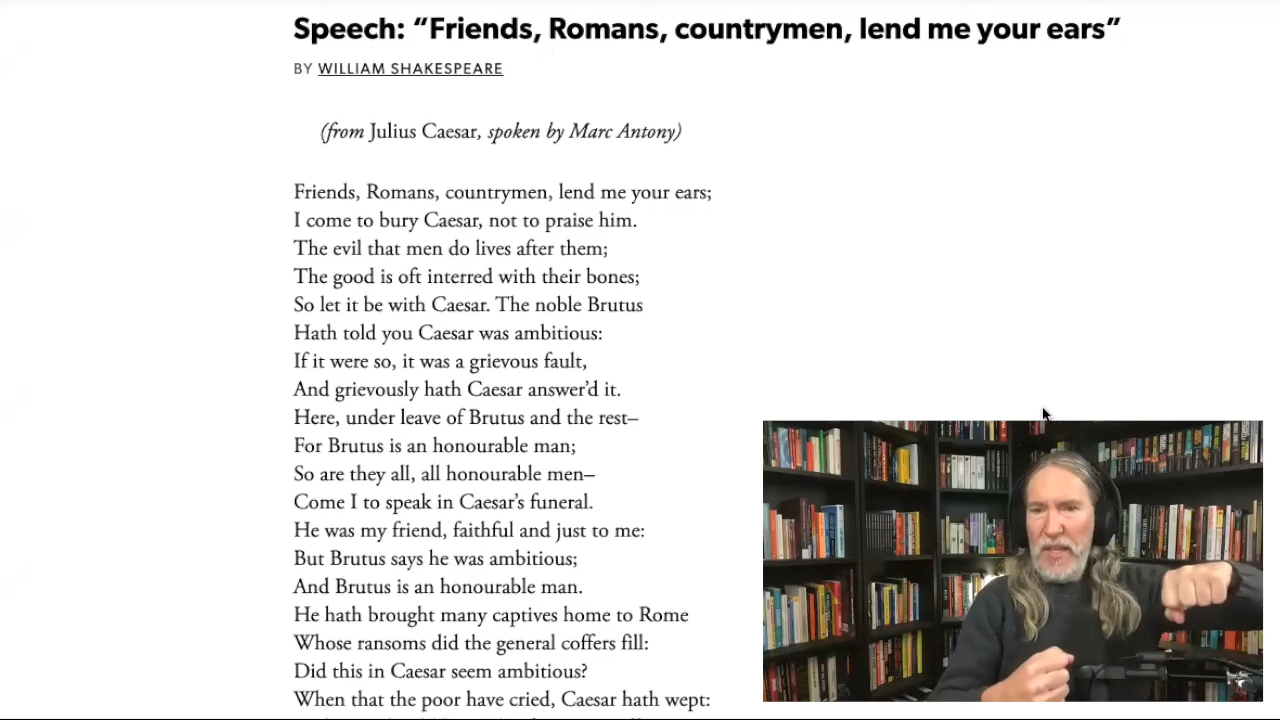 Speech: “Friends, Romans, countrymen, lend me your ears”
BY WILLIAM SHAKESPEARE
(from Julius Caesar, spoken by Marc Antony)
Friends, Romans, countrymen, lend me your ears;
I come to bury Caesar, not to praise him.
The evil that men do lives after them;
The good is oft interred with their bones;
So let it be with Caesar. The noble Brutus
Hath told you Caesar was ambitious:
If it were so, it was a grievous fault,
And grievously hath Caesar answer’d it.
Here, under leave of Brutus and the rest–
For Brutus is an honourable man;
So are they all, all honourable men–
Come I to speak in Caesar’s funeral.
He was my friend, faithful and just to me:
But Brutus says he was ambitious;
And Brutus is an honourable man.
He hath brought many captives home to Rome
Whose ransoms did the general coffers fill:
Did this in Caesar seem ambitious?
When that the poor have cried, Caesar hath wept: